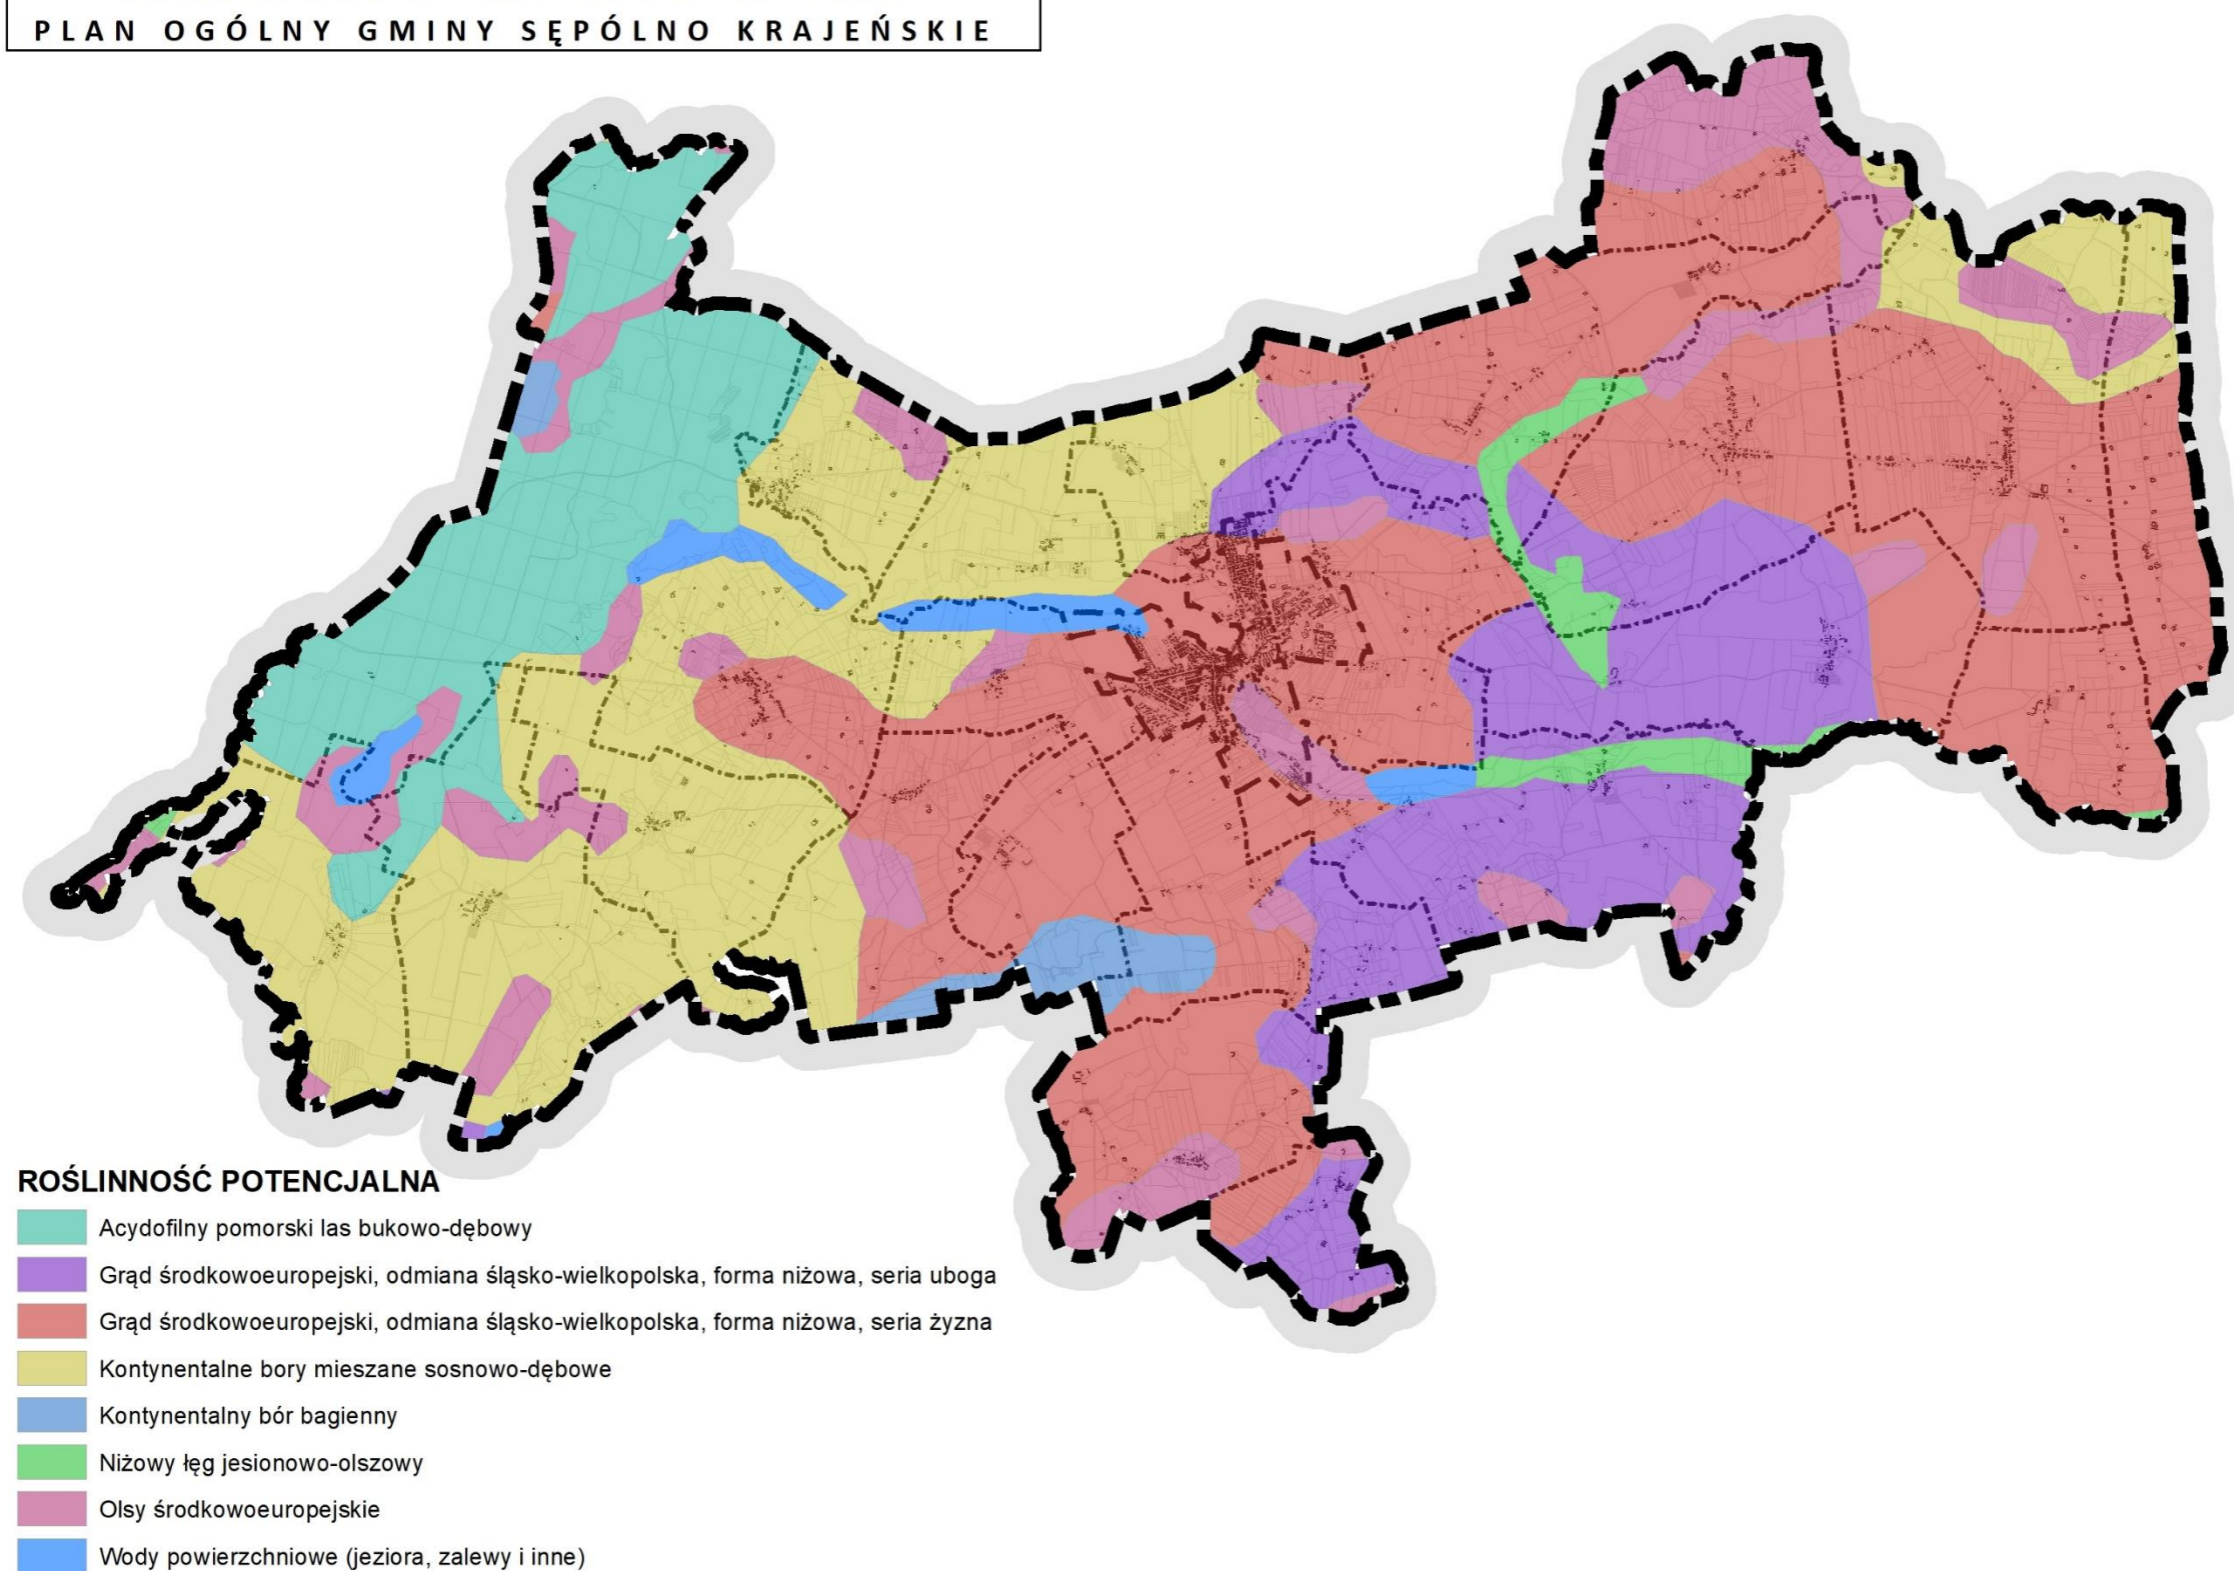 PLAN OGÓLNY GMINY SĘPÓLNO KRAJEŃSKIE
ROŚLINNOŚĆ POTENCJALNA
Acydofilny pomorski las bukowo-dębowy
Grąd środkowoeuropejski, odmiana śląsko-wielkopolska, forma niżowa, seria uboga
Grąd środkowoeuropejski, odmiana śląsko-wielkopolska, forma niżowa, seria żyzna
Kontynentalne bory mieszane sosnowo-dębowe
Kontynentalny bór bagienny
Niżowy łęg jesionowo-olszowy
Olsy środkowoeuropejskie
Wody powierzchniowe (jeziora, zalewy i inne)